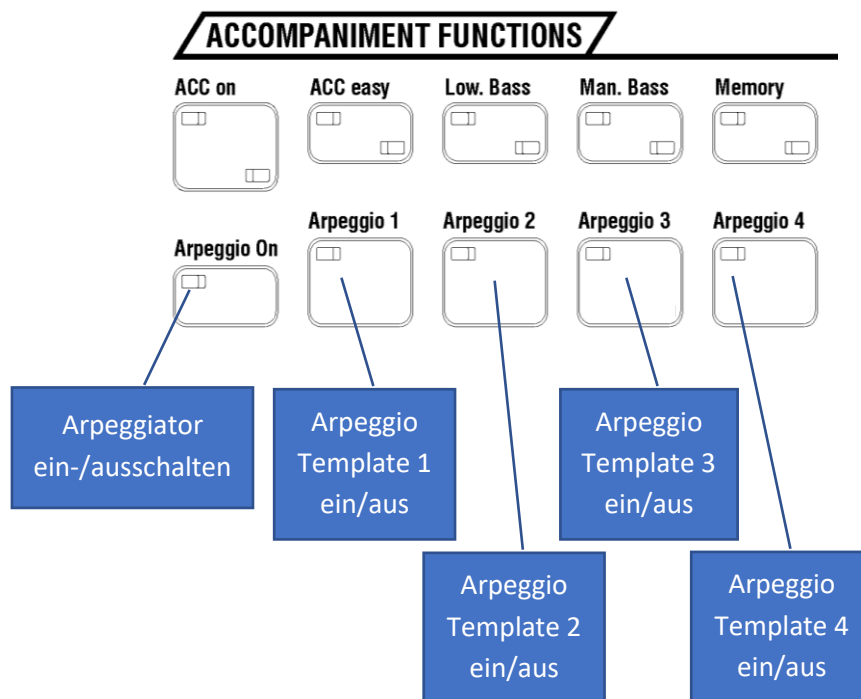 ACCOMPANIMENT FUNCTIONS
ACC on
ACC easy
Low. Bass
Man. Bass
Memory
Arpeggio On
Arpeggio 1
Arpeggio 2
Arpeggio 3
Arpeggio 4
Arpeggiator
ein-/ausschalten
Arpeggio
Template 1
ein/aus
Arpeggio
Template 3
ein/aus
Arpeggio
Template 2
ein/aus
Arpeggio
Template 4
ein/aus